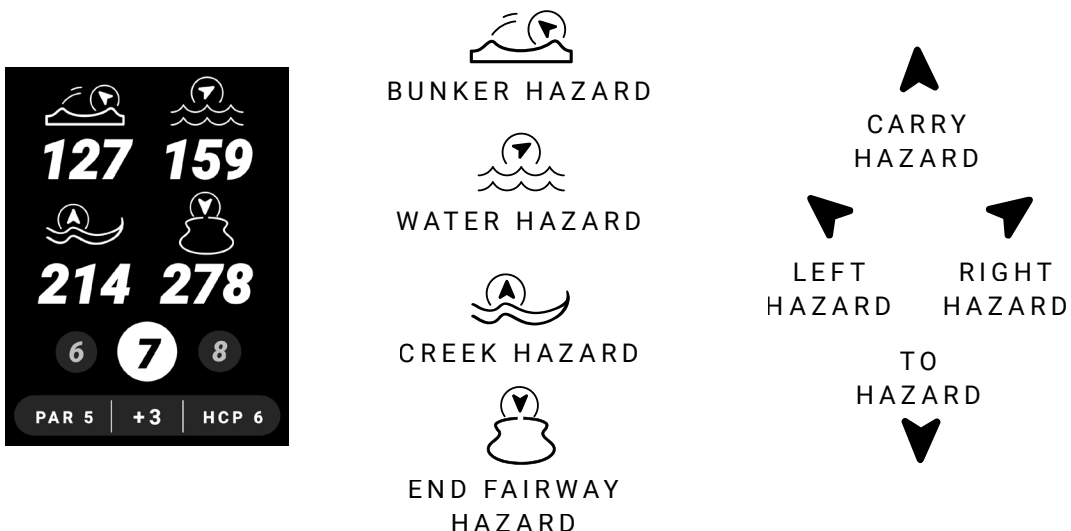 127 159
214 278
6 7 8
PAR 5 +3 HCP 6
BUNKER HAZARD
WATER HAZARD
CREEK HAZARD
END FAIRWAY
HAZARD
CARRY
HAZARD
LEFT
HAZARD
RIGHT
HAZARD
TO
HAZARD